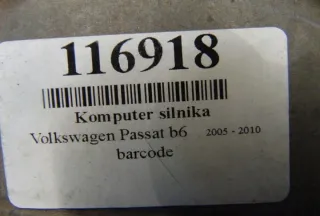 116918
Komputer silnika
Volkswagen Passat b6 2005 - 2010
barcode